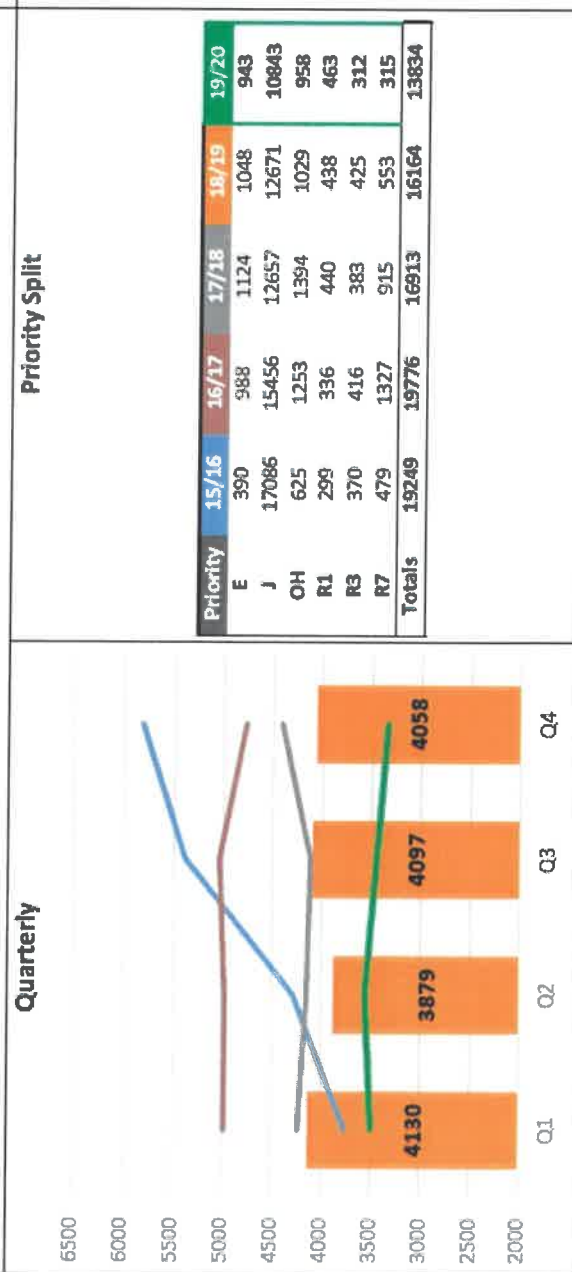 Quarterly
6500
6000
5500
5000
4500
4000
3500
3000
2500
2000
4130
3879
4097
4058
Q1 Q2 Q3 Q4
Priority Split
Priority 15/16 16/17 17/18 18/19 19/20
E 390 988 1124 1048 943
J 17086 15456 12657 12671 10843
OH 625 1253 1394 1029 958
R1 299 336 440 438 463
R3 370 416 383 425 312
R7 479 1327 915 553 315
Totals 19249 19776 16913 16164 13834